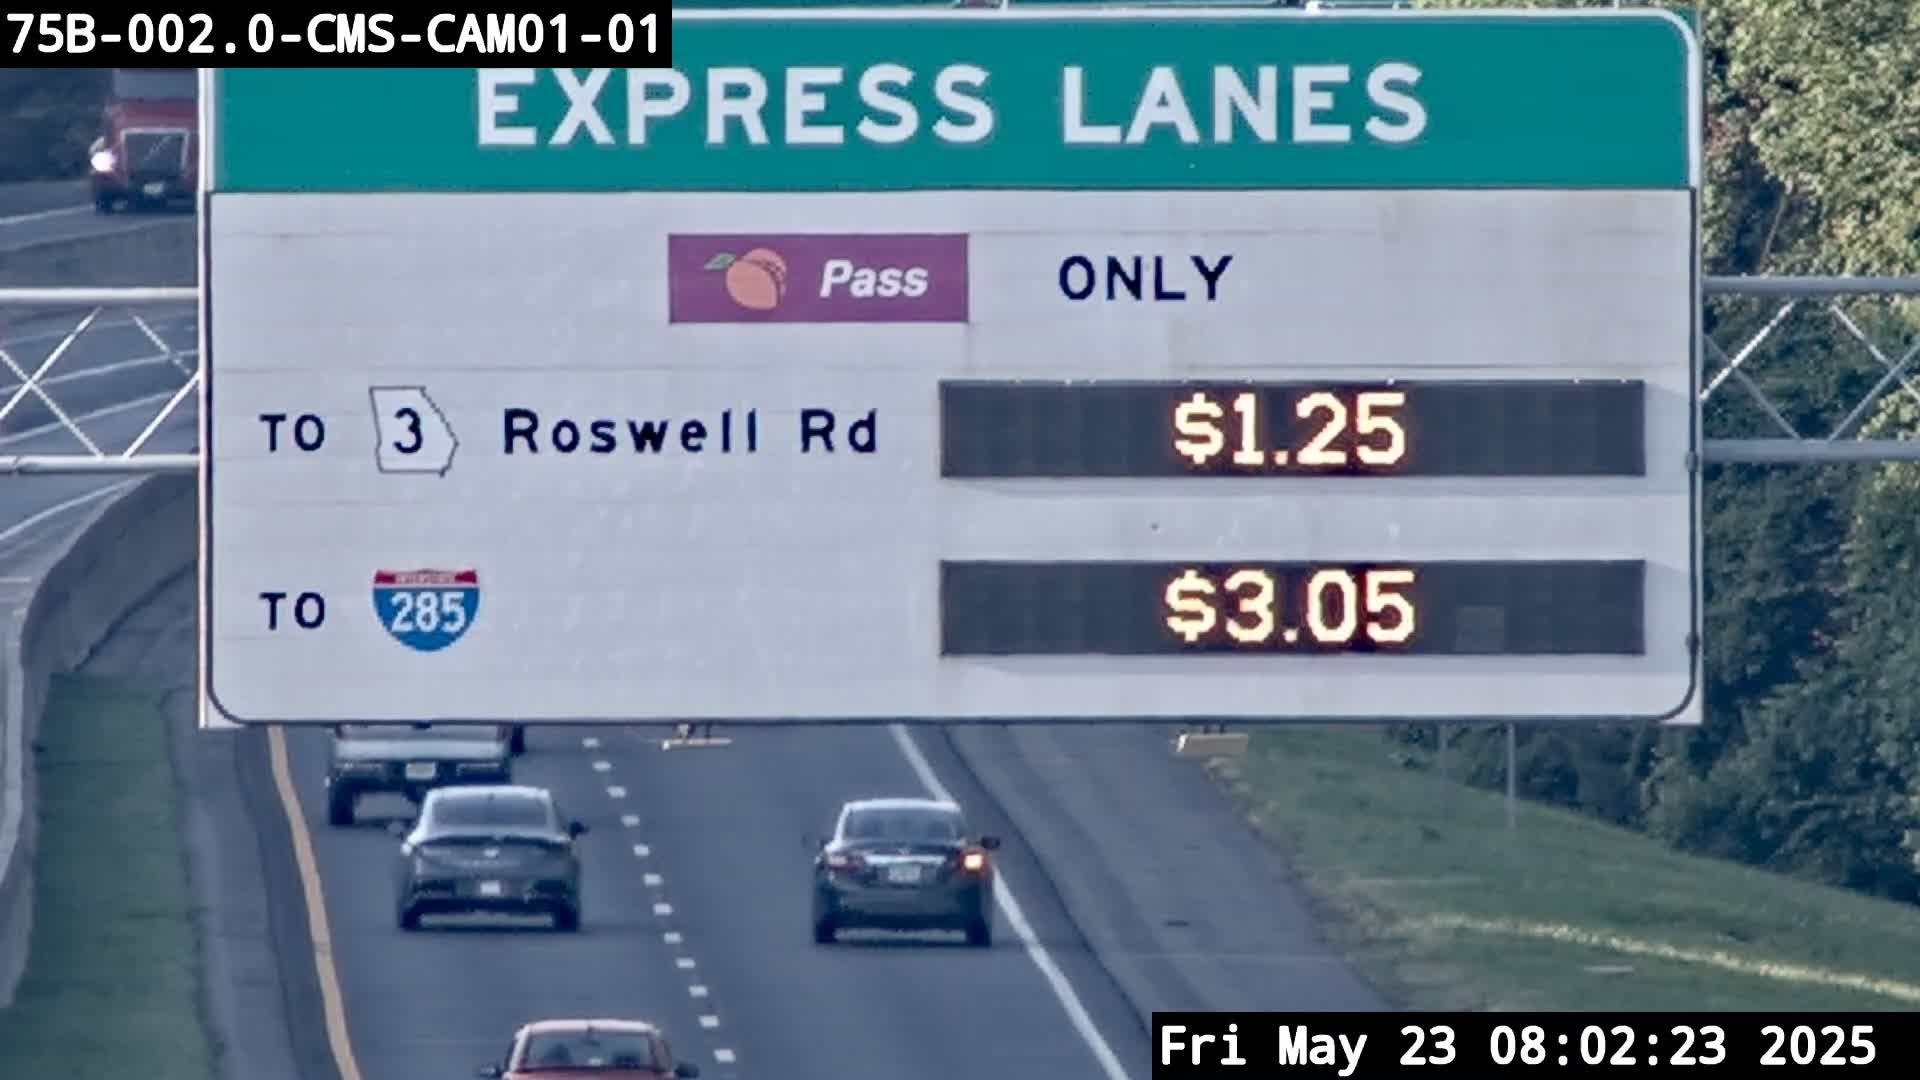 75B-002.0-CMS-CAM01-01
EXPRESS LANES
Pass ONLY
TO 3 Roswell Rd $1.25
TO 285 $3.05
Fri May 23 08:02:23 2025